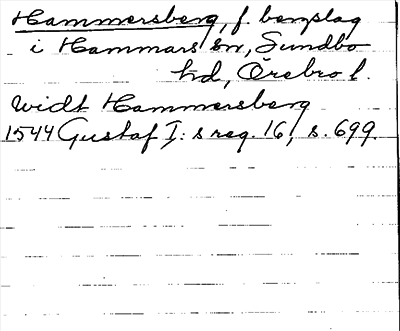 Hammersberg, f. bergslag
i Hammars sn, Sundbo
hd, Örebro l.
widt Hammersberg
1544 Gustaf I:s reg. 16, s. 699.